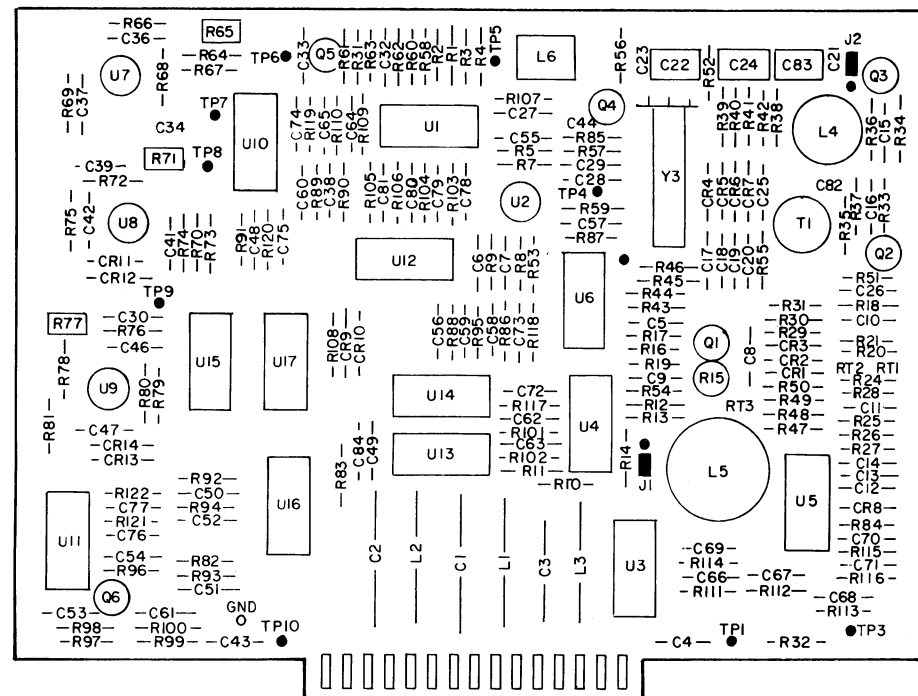 R66
C36
R65
R64
R67
TP6
C33
Q5
R61
R31
R63
C32
R62
R60
R58
R2
R1
R3
R4
TP5
L6
R56
C23
C22
R52
C24
C83
C21
J2
Q3
U7
R68
R69
C37
TP7
C34
U10
C74
R119
C65
R110
C64
R109
U1
R107
C27
Q4
C44
R85
R57
C29
C28
TP4
C55
R5
R7
Y3
R39
R40
R41
R42
R38
L4
R36
C15
R34
R71
TP8
C39
R72
C60
R89
C38
R90
R105
C81
R106
C80
R104
C79
R103
C78
U2
R59
C57
R87
CR4
CR5
CR6
CR7
C25
C82
T1
R35
R37
C16
R33
Q2
R75
C42
U8
C41
R74
R70
R73
R91
C48
R120
C75
U12
C6
R9
C7
R8
R53
U6
C17
C18
C19
C20
R55
CR11
CR12
TP9
R46
R45
R44
R43
C5
R17
R16
R19
C9
R54
R12
R13
R51
C26
R18
C10
R21
R20
RT2
RT1
R24
R28
C11
R25
R26
R27
C14
C13
C12
CR8
R84
C70
R115
C71
R116
R31
R30
R29
CR3
CR2
CR1
R50
R49
R48
R47
R77
C30
R76
C46
U15
U17
R108
CR9
CR10
C56
R88
C59
R95
C58
R86
C73
R118
Q1
R15
C8
RT3
R78
U9
R80
R79
R81
C47
CR14
CR13
U14
U13
C72
R117
C62
R101
C63
R102
R11
R10
U4
R14
J1
L5
U5
R83
C84
C49
R92
C50
R94
C52
U16
U11
R122
C77
R121
C76
C54
R96
R82
R93
C51
C2
L2
C1
L1
C3
L3
U3
C69
R114
C66
R111
C67
R112
C68
R113
Q6
C53
R98
R97
C61
R100
R99
GND
C43
TP10
C4
TP1
R32
TP3